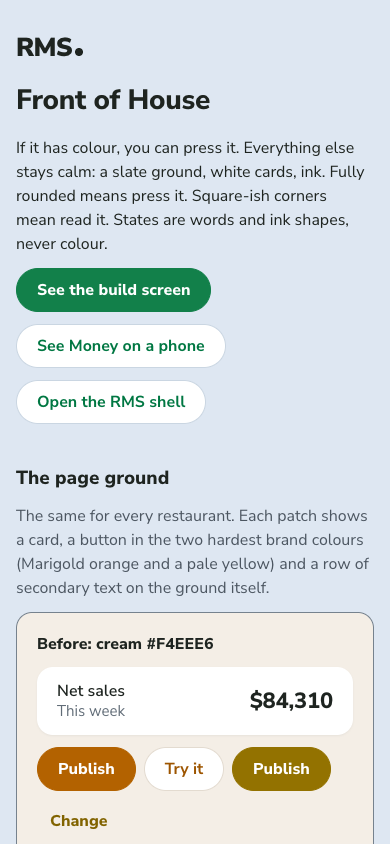 RMS
Front of House
If it has colour, you can press it. Everything else
stays calm: a slate ground, white cards, ink. Fully
rounded means press it. Square-ish corners
mean read it. States are words and ink shapes,
never colour.
See the build screen
See Money on a phone
Open the RMS shell
The page ground
The same for every restaurant. Each patch shows
a card, a button in the two hardest brand colours
(Marigold orange and a pale yellow) and a row of
secondary text on the ground itself.
Before: cream #F4EEE6
Net sales
This week
$84,310
Publish
Try it
Publish
Change